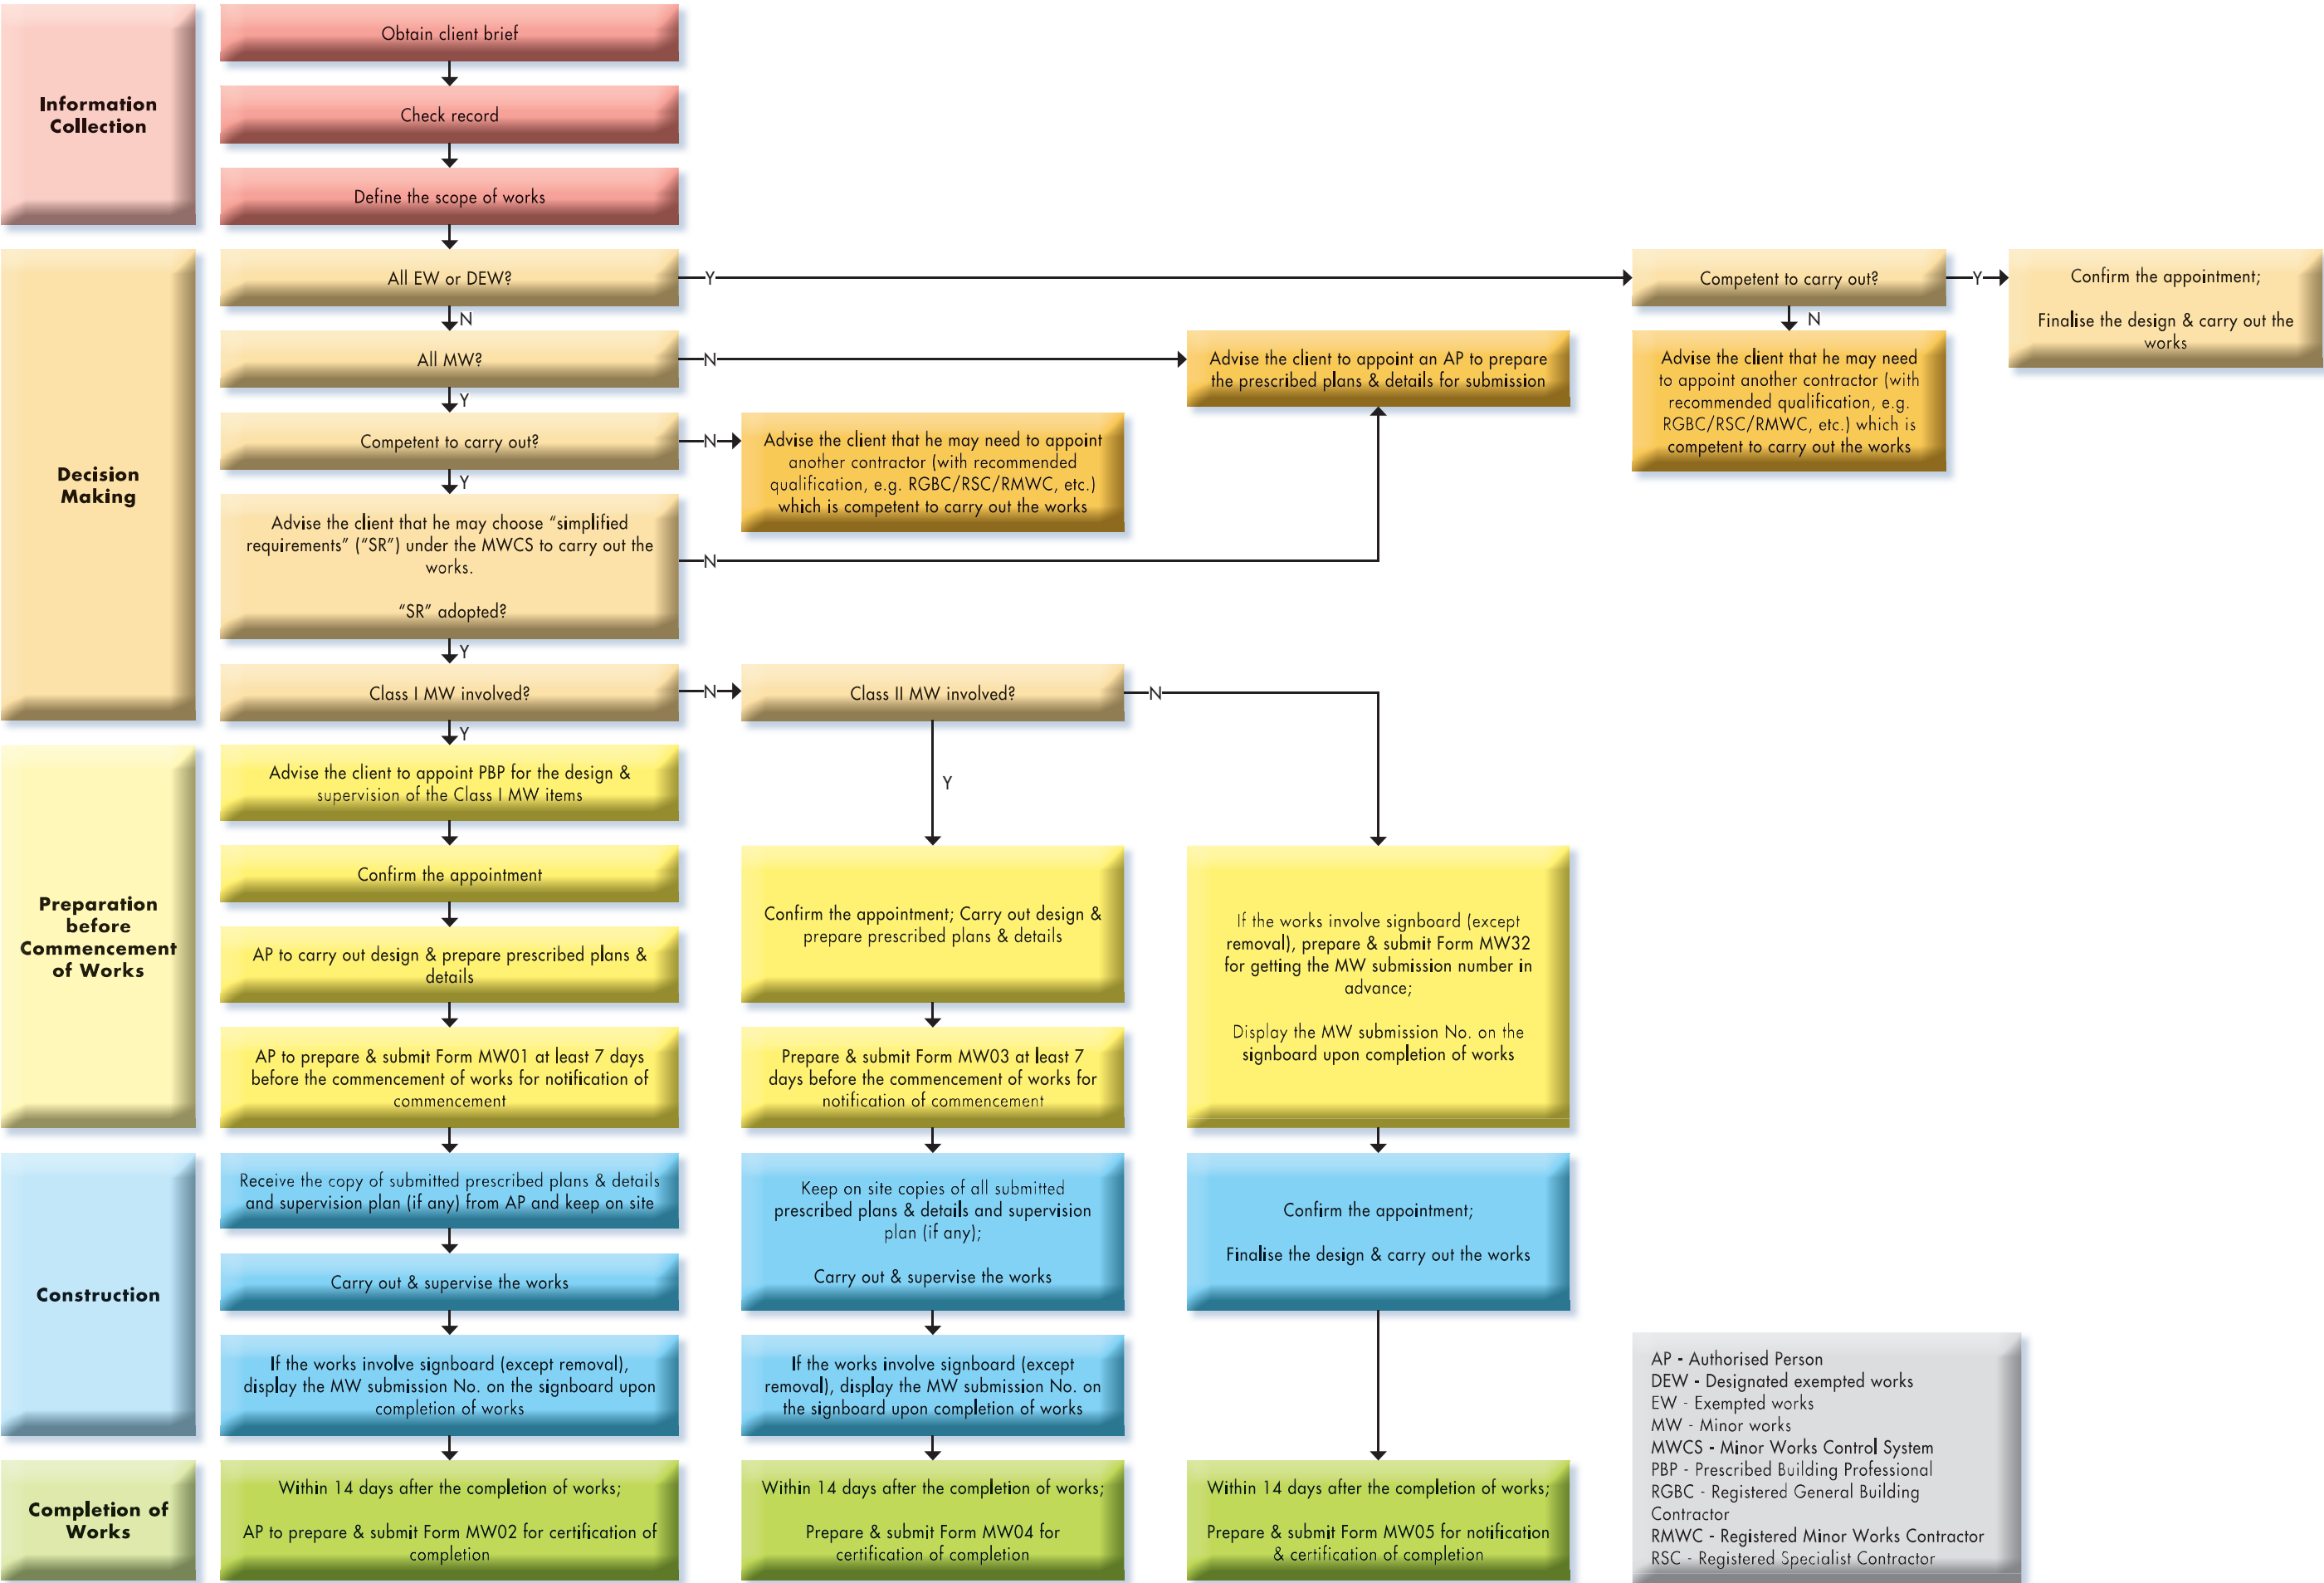 Information
Collection
Obtain client brief
Check record
Define the scope of works
Decision
Making
All EW or DEW?
Y
Competent to carry out?
Y
Confirm the appointment;
Finalise the design & carry out the
works
N
N
Advise the client that he may need
to appoint another contractor (with
recommended qualification, e.g.
RGBC/RSC/RMWC, etc.) which is
competent to carry out the works
All MW?
N
Advise the client to appoint an AP to prepare
the prescribed plans & details for submission
Y
Competent to carry out?
N
Advise the client that he may need to appoint
another contractor (with recommended
qualification, e.g. RGBC/RSC/RMWC, etc.)
which is competent to carry out the works
Y
Advise the client that he may choose “simplified
requirements” (“SR”) under the MWCS to carry out the
works.
“SR” adopted?
N
Y
Class I MW involved?
N
Class II MW involved?
N
Y
Y
Preparation
before
Commencement
of Works
Advise the client to appoint PBP for the design &
supervision of the Class I MW items
Confirm the appointment
AP to carry out design & prepare prescribed plans &
details
AP to prepare & submit Form MW01 at least 7 days
before the commencement of works for notification of
commencement
Confirm the appointment; Carry out design &
prepare prescribed plans & details
Prepare & submit Form MW03 at least 7
days before the commencement of works for
notification of commencement
If the works involve signboard (except
removal), prepare & submit Form MW32
for getting the MW submission number in
advance;
Display the MW submission No. on the
signboard upon completion of works
Construction
Receive the copy of submitted prescribed plans & details
and supervision plan (if any) from AP and keep on site
Carry out & supervise the works
If the works involve signboard (except removal),
display the MW submission No. on the signboard upon
completion of works
Keep on site copies of all submitted
prescribed plans & details and supervision
plan (if any);
Carry out & supervise the works
If the works involve signboard (except
removal), display the MW submission No. on
the signboard upon completion of works
Confirm the appointment;
Finalise the design & carry out the works
Completion of
Works
Within 14 days after the completion of works;
AP to prepare & submit Form MW02 for certification of
completion
Within 14 days after the completion of works;
Prepare & submit Form MW04 for
certification of completion
Within 14 days after the completion of works;
Prepare & submit Form MW05 for notification
& certification of completion
AP - Authorised Person
DEW - Designated exempted works
EW - Exempted works
MW - Minor works
MWCS - Minor Works Control System
PBP - Prescribed Building Professional
RGBC - Registered General Building
Contractor
RMWC - Registered Minor Works Contractor
RSC - Registered Specialist Contractor